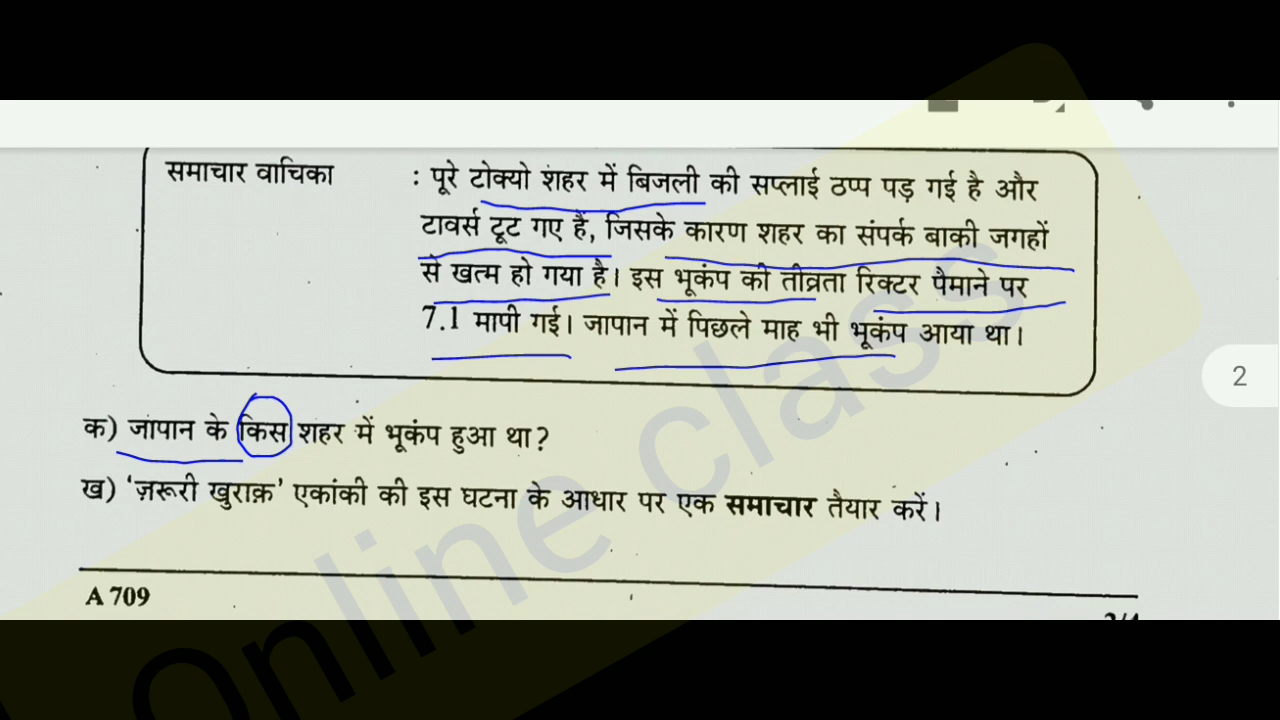 समाचार वाचिका : पूरे टोक्यो शहर में बिजली की सप्लाई ठप्प पड़ गई है और
टावर्स टूट गए हैं, जिसके कारण शहर का संपर्क बाकी जगहों
से खत्म हो गया है। इस भूकंप की तीव्रता रिक्टर पैमाने पर
7.1 मापी गई। जापान में पिछले माह भी भूकंप आया था।
2
क) जापान के किस शहर में भूकंप हुआ था?
ख) 'ज़रूरी खुराक़' एकांकी की इस घटना के आधार पर एक समाचार तैयार करें।
A 709
Online class